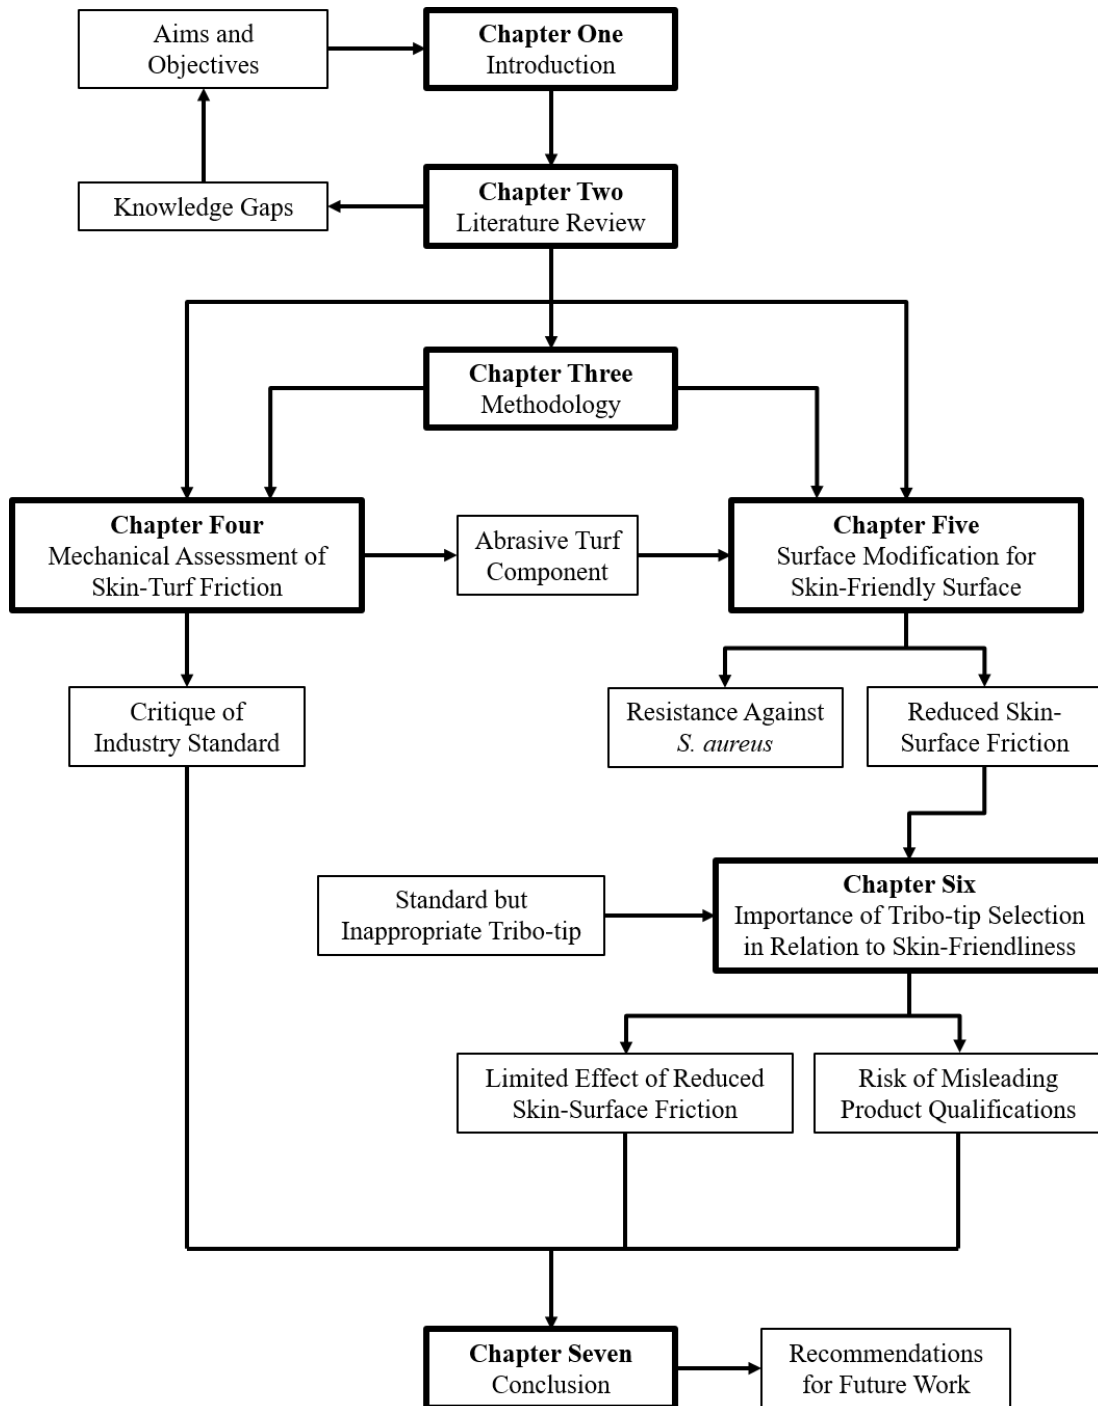 Aims and
Objectives
Chapter One
Introduction
Knowledge Gaps
Chapter Two
Literature Review
Chapter Three
Methodology
Chapter Four
Mechanical Assessment of
Skin-Turf Friction
Abrasive Turf
Component
Chapter Five
Surface Modification for
Skin-Friendly Surface
Critique of
Industry Standard
Resistance Against
S. aureus
Reduced Skin-
Surface Friction
Standard but
Inappropriate Tribo-tip
Chapter Six
Importance of Tribo-tip Selection
in Relation to Skin-Friendliness
Limited Effect of Reduced
Skin-Surface Friction
Risk of Misleading
Product Qualifications
Chapter Seven
Conclusion
Recommendations
for Future Work